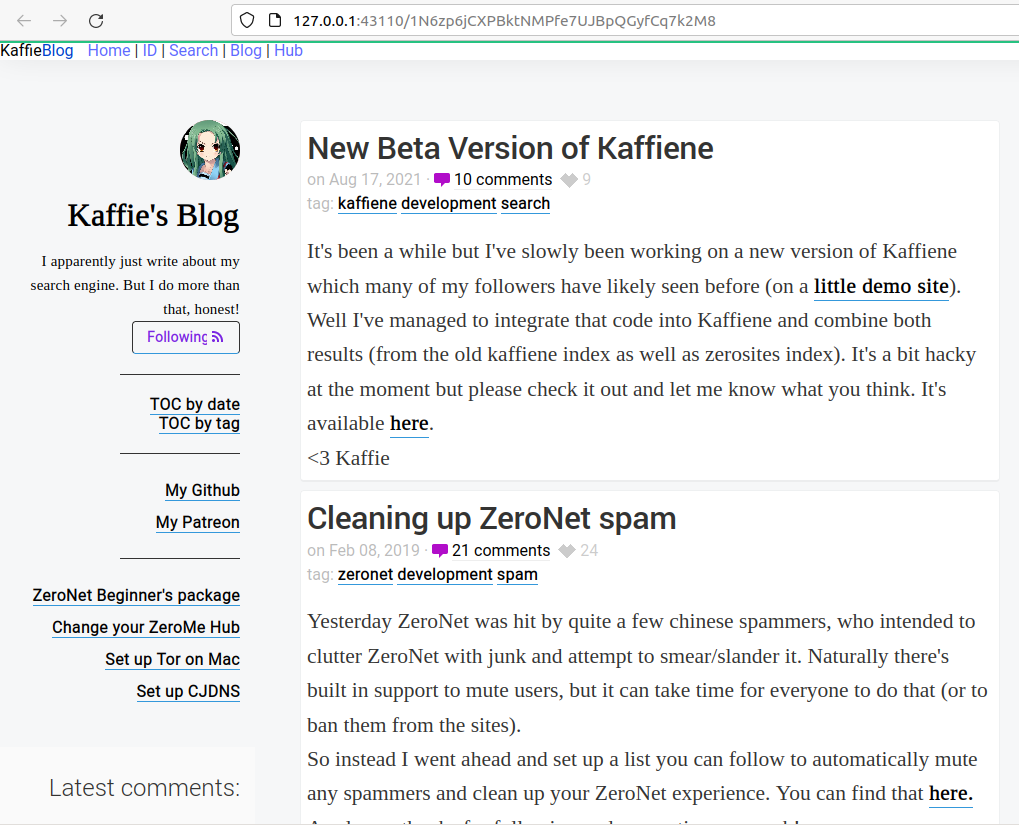 127.0.0.1:43110/1N6zp6jCXPBktNMPfe7UJBpQGyfCq7k2M8
KaffieBlog Home | ID | Search | Blog | Hub
Kaffie's Blog
I apparently just write about my
search engine. But I do more than
that, honest!
Following
TOC by date
TOC by tag
My Github
My Patreon
ZeroNet Beginner's package
Change your ZeroMe Hub
Set up Tor on Mac
Set up CJDNS
Latest comments:
New Beta Version of Kaffiene
on Aug 17, 2021 · 10 comments 9
tag: kaffiene development search
It's been a while but I've slowly been working on a new version of Kaffiene
which many of my followers have likely seen before (on a little demo site).
Well I've managed to integrate that code into Kaffiene and combine both
results (from the old kaffiene index as well as zerosites index). It's a bit hacky
at the moment but please check it out and let me know what you think. It's
available here.
<3 Kaffie
Cleaning up ZeroNet spam
on Feb 08, 2019 · 21 comments 24
tag: zeronet development spam
Yesterday ZeroNet was hit by quite a few chinese spammers, who intended to
clutter ZeroNet with junk and attempt to smear/slander it. Naturally there's
built in support to mute users, but it can take time for everyone to do that (or to
ban them from the sites).
So instead I went ahead and set up a list you can follow to automatically mute
any spammers and clean up your ZeroNet experience. You can find that here.